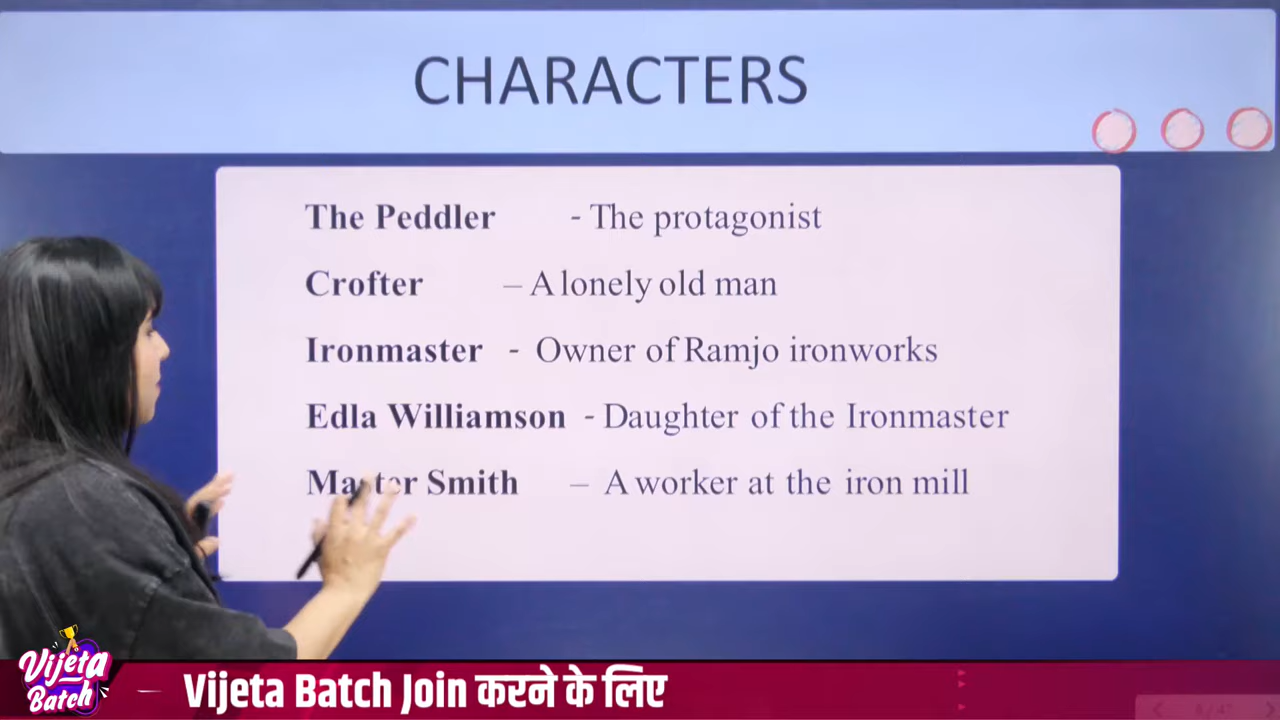 CHARACTERS
The Peddler - The protagonist
Crofter – A lonely old man
Ironmaster - Owner of Ramjo ironworks
Edla Williamson - Daughter of the Ironmaster
Master Smith – A worker at the iron mill
Vijeta Batch
Vijeta Batch Join करने के लिए